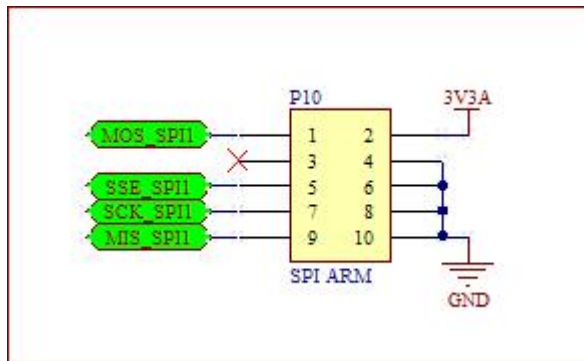 P10 3V3A
MOS_SPI1 1 2
3 4
SSE_SPI1 5 6
SCK_SPI1 7 8
MIS_SPI1 9 10
SPI ARM
GND